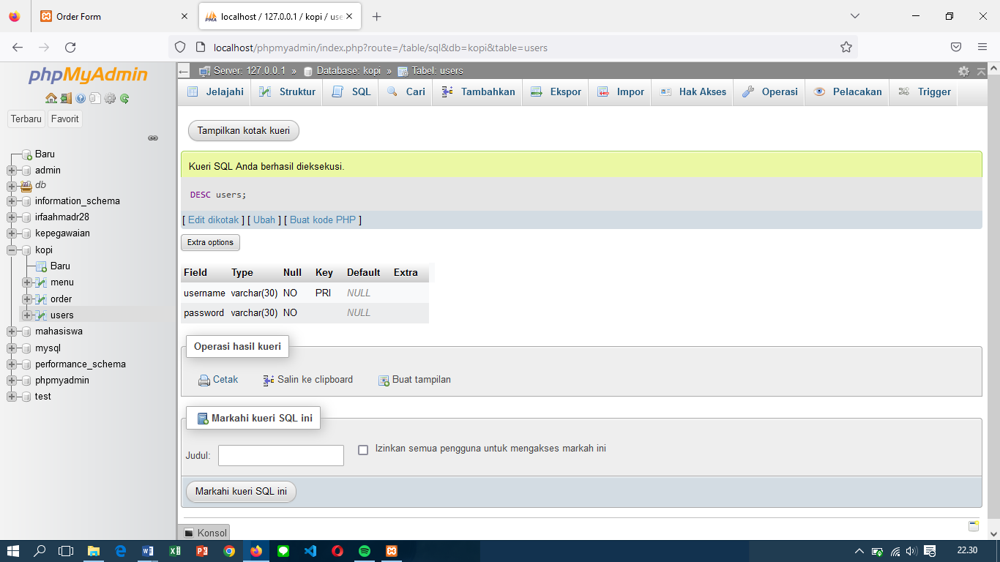 Order Form
localhost / 127.0.0.1 / kopi / use
localhost/phpmyadmin/index.php?route=/table/sql&db=kopi&table=users
phpMyAdmin
Terbaru Favorit
Baru
admin
db
information_schema
irfaahmadr28
kepegawaian
kopi
Baru
menu
order
users
mahasiswa
mysql
performance_schema
phpmyadmin
test
Server: 127.0.0.1 » Database: kopi » Tabel: users
Jelajahi Struktur SQL Cari Tambahkan Ekspor Impor Hak Akses Operasi Pelacakan Trigger
Tampilkan kotak kueri
Kueri SQL Anda berhasil dieksekusi.
DESC users;
[ Edit dikotak ] [ Ubah ] [ Buat kode PHP ]
Extra options
Field Type Null Key Default Extra
username varchar(30) NO PRI NULL
password varchar(30) NO NULL
Operasi hasil kueri
Cetak Salin ke clipboard Buat tampilan
Markahi kueri SQL ini
Judul: Izinkan semua pengguna untuk mengakses markah ini
Markahi kueri SQL ini
Konsol
22.30